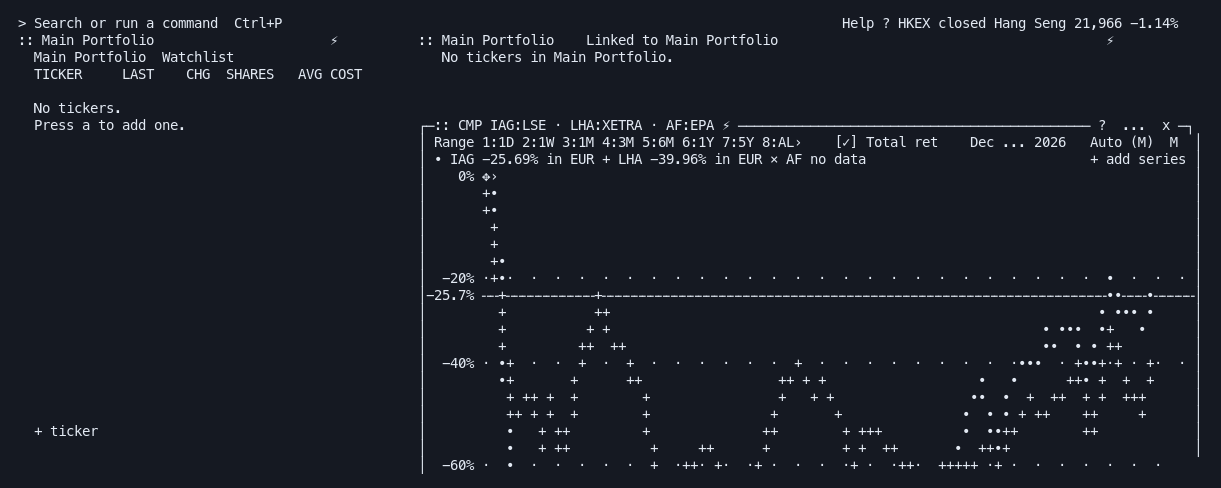 > Search or run a command  Ctrl+P
Help ? HKEX closed Hang Seng 21,966 −1.14%
:: Main Portfolio ⚡
Main Portfolio  Watchlist
TICKER     LAST    CHG  SHARES   AVG COST
No tickers.
Press a to add one.
+ ticker
:: Main Portfolio    Linked to Main Portfolio ⚡
No tickers in Main Portfolio.
:: CMP IAG:LSE · LHA:XETRA · AF:EPA ⚡ ?  ...  x
Range 1:1D 2:1W 3:1M 4:3M 5:6M 6:1Y 7:5Y 8:AL›    [✓] Total ret    Dec ... 2026   Auto (M)  M
• IAG −25.69% in EUR + LHA −39.96% in EUR × AF no data    + add series
0%
−20%
−25.7%
−40%
−60%